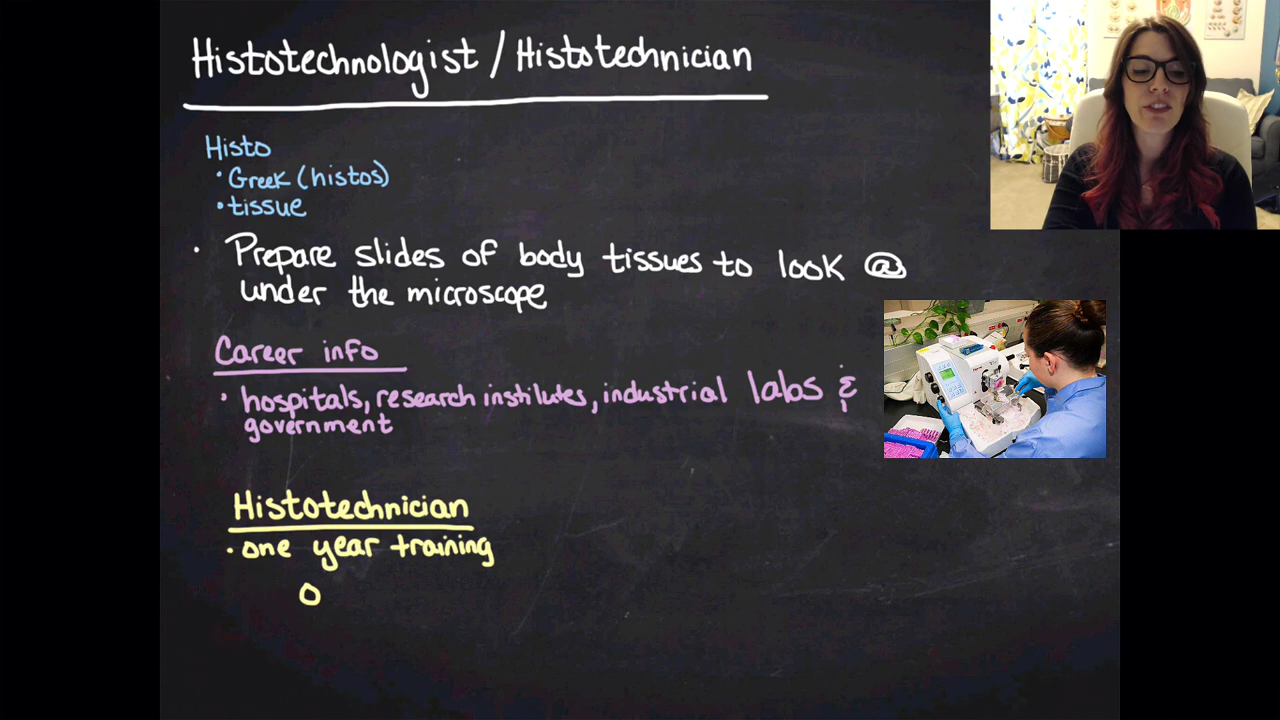 Histotechnologist / Histotechnician
Histo
• Greek (histos)
• tissue
• Prepare slides of body tissues to look @
under the microscope
Career info
• hospitals, research institutes, industrial labs &
government
Histotechnician
• one year training
O